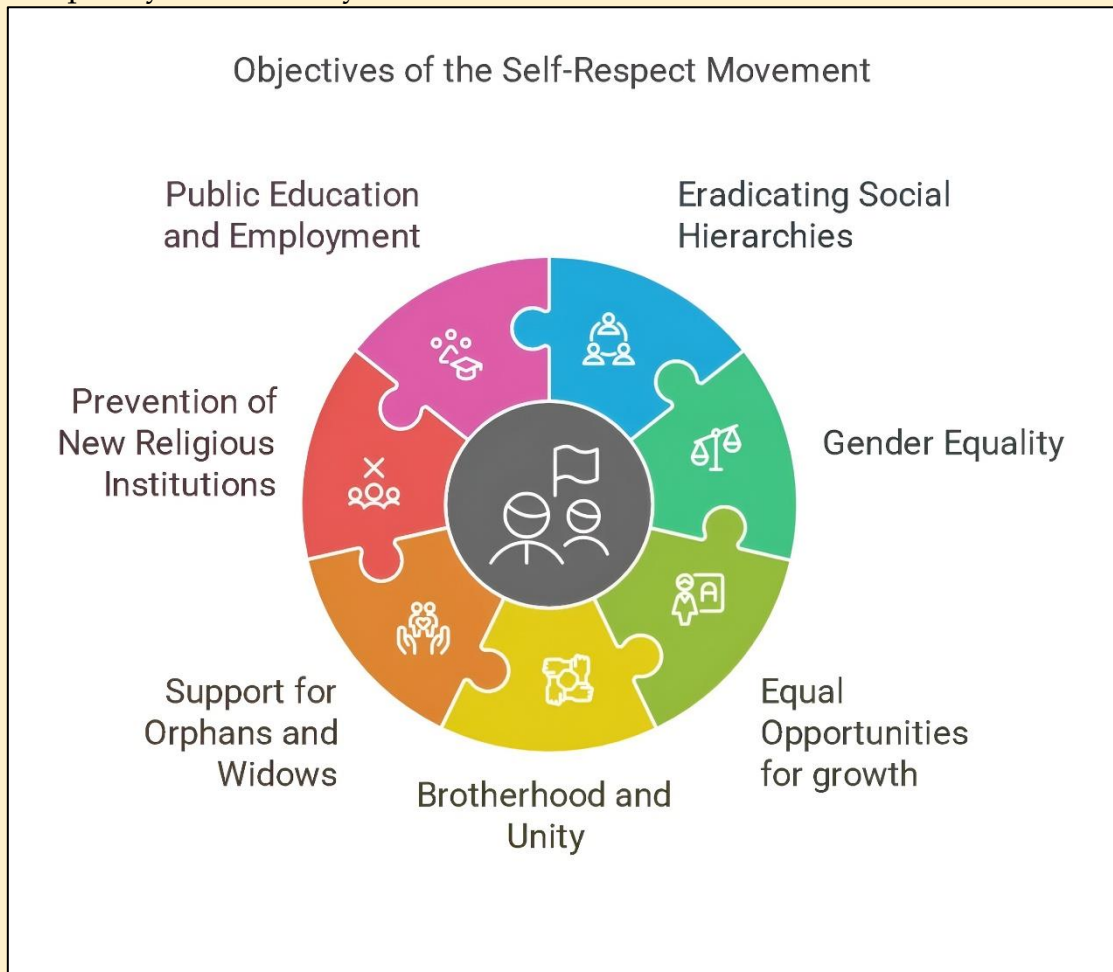 Objectives of the Self-Respect Movement
Public Education
and Employment
Eradicating Social
Hierarchies
Prevention of
New Religious
Institutions
Gender Equality
Support for
Orphans and
Widows
Equal
Opportunities
for growth
Brotherhood and
Unity